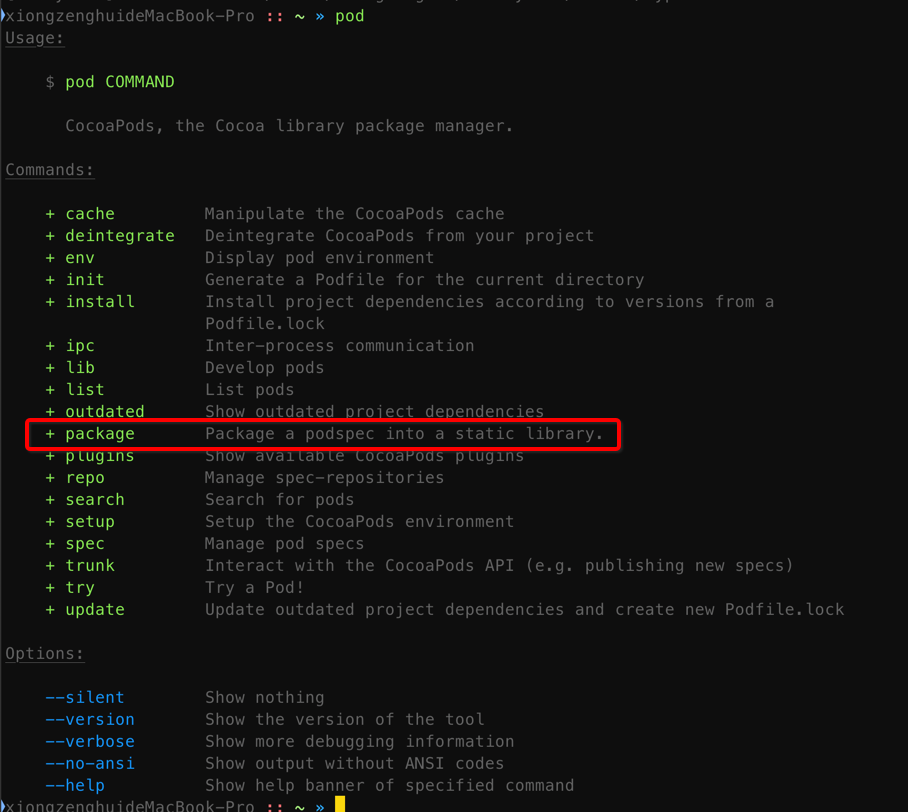 xiongzenghuideMacBook-Pro :: ~ » pod
Usage:
$ pod COMMAND
CocoaPods, the Cocoa library package manager.
Commands:
+ cache Manipulate the CocoaPods cache
+ deintegrate Deintegrate CocoaPods from your project
+ env Display pod environment
+ init Generate a Podfile for the current directory
+ install Install project dependencies according to versions from a
Podfile.lock
+ ipc Inter-process communication
+ lib Develop pods
+ list List pods
+ outdated Show outdated project dependencies
+ package Package a podspec into a static library.
+ plugins Show available CocoaPods plugins
+ repo Manage spec-repositories
+ search Search for pods
+ setup Setup the CocoaPods environment
+ spec Manage pod specs
+ trunk Interact with the CocoaPods API (e.g. publishing new specs)
+ try Try a Pod!
+ update Update outdated project dependencies and create new Podfile.lock
Options:
--silent Show nothing
--version Show the version of the tool
--verbose Show more debugging information
--no-ansi Show output without ANSI codes
--help Show help banner of specified command
xiongzenghuideMacBook-Pro :: ~ »